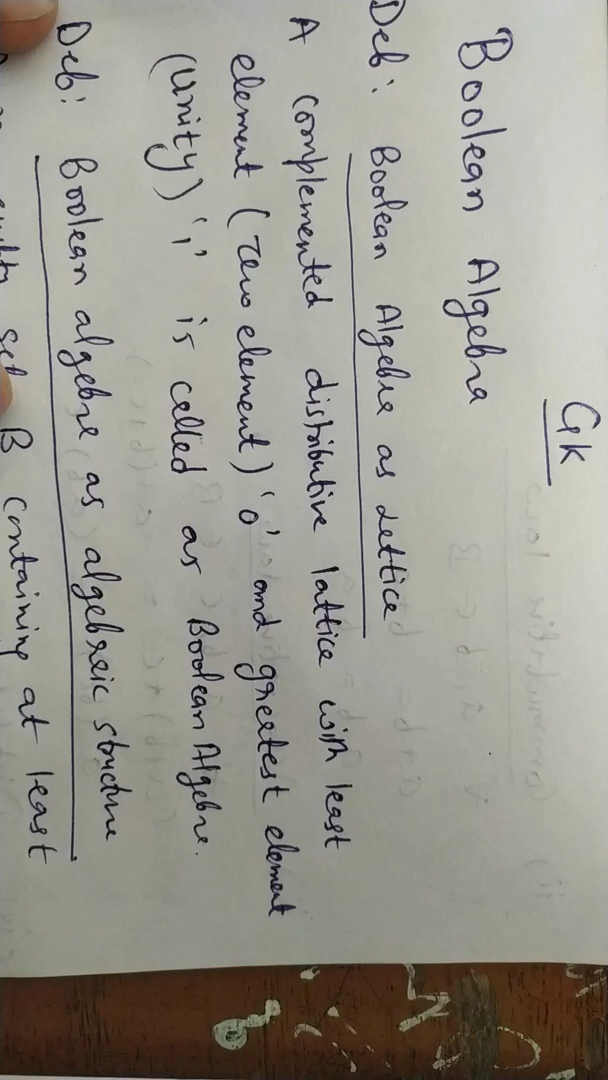 GK
Boolean Algebra
Def: Boolean Algebra as Lattice
A complemented distributive lattice with least
element (zero element) '0' and greatest element
(unity) '1' is called as Boolean Algebra.
Def: Boolean algebra as algebraic structure
set B containing at least